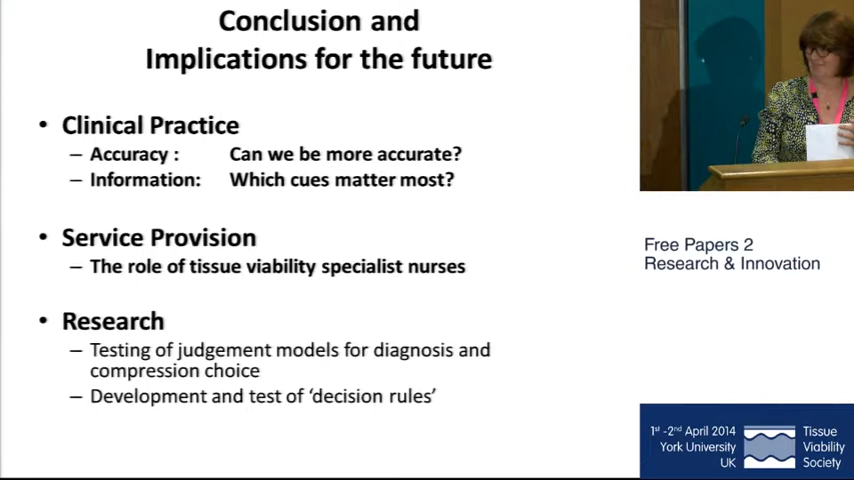 Conclusion and
Implications for the future
• Clinical Practice
– Accuracy : Can we be more accurate?
– Information: Which cues matter most?
• Service Provision
– The role of tissue viability specialist nurses
• Research
– Testing of judgement models for diagnosis and
compression choice
– Development and test of ‘decision rules’
Free Papers 2
Research & Innovation
1st -2nd April 2014
York University
UK
Tissue
Viability
Society